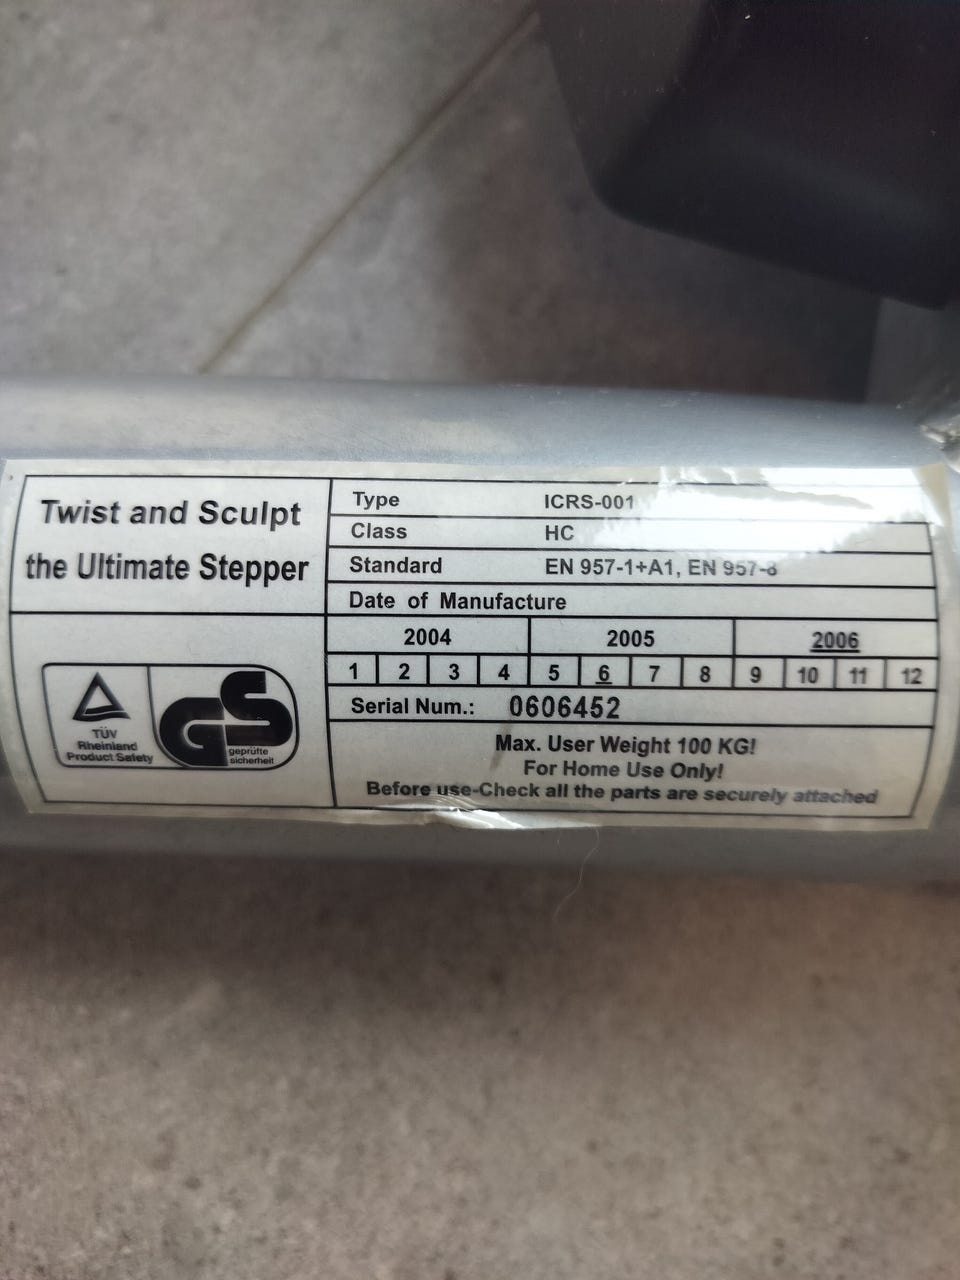 Twist and Sculpt
the Ultimate Stepper
TÜV
Rheinland
Product Safety
GS
geprüfte
sicherheit
Type ICRS-001
Class HC
Standard EN 957-1+A1, EN 957-8
Date of Manufacture
2004 2005 2006
1 2 3 4 5 6 7 8 9 10 11 12
Serial Num.: 0606452
Max. User Weight 100 KG!
For Home Use Only!
Before use-Check all the parts are securely attached